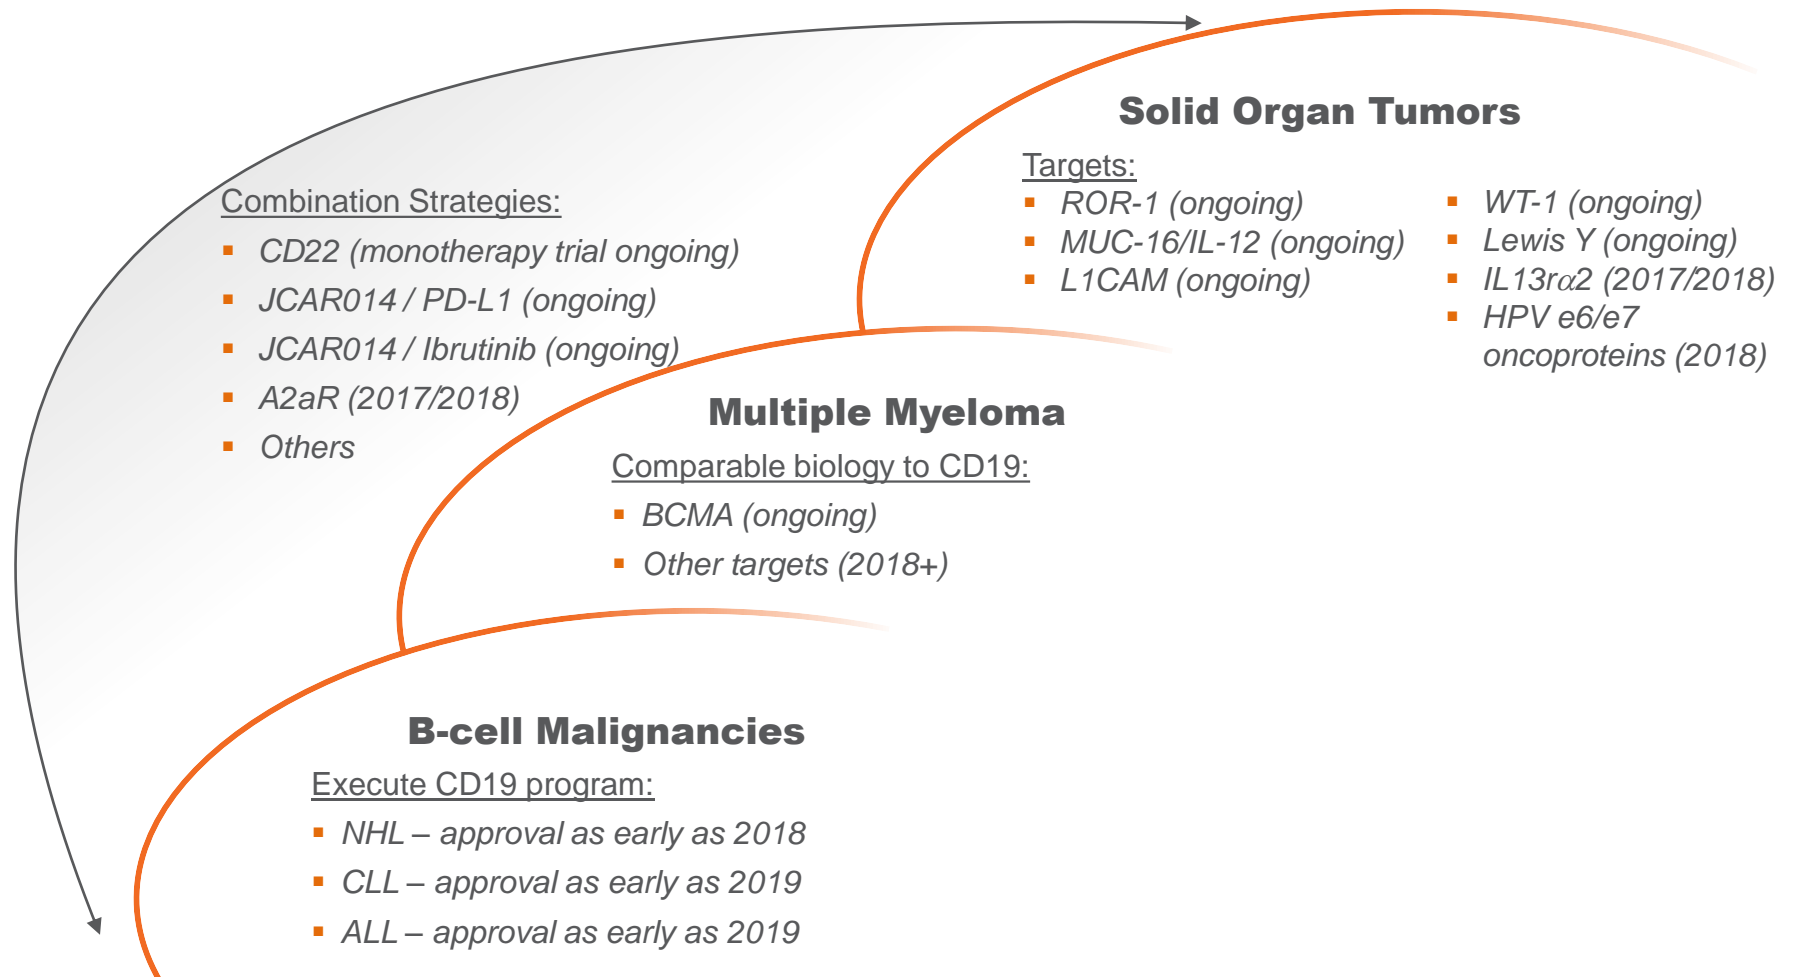 Solid Organ Tumors
Targets:
▪ ROR-1 (ongoing)
▪ MUC-16/IL-12 (ongoing)
▪ L1CAM (ongoing)
▪ WT-1 (ongoing)
▪ Lewis Y (ongoing)
▪ IL13rα2 (2017/2018)
▪ HPV e6/e7
oncoproteins (2018)
Combination Strategies:
▪ CD22 (monotherapy trial ongoing)
▪ JCAR014 / PD-L1 (ongoing)
▪ JCAR014 / Ibrutinib (ongoing)
▪ A2aR (2017/2018)
▪ Others
Multiple Myeloma
Comparable biology to CD19:
▪ BCMA (ongoing)
▪ Other targets (2018+)
B-cell Malignancies
Execute CD19 program:
▪ NHL – approval as early as 2018
▪ CLL – approval as early as 2019
▪ ALL – approval as early as 2019